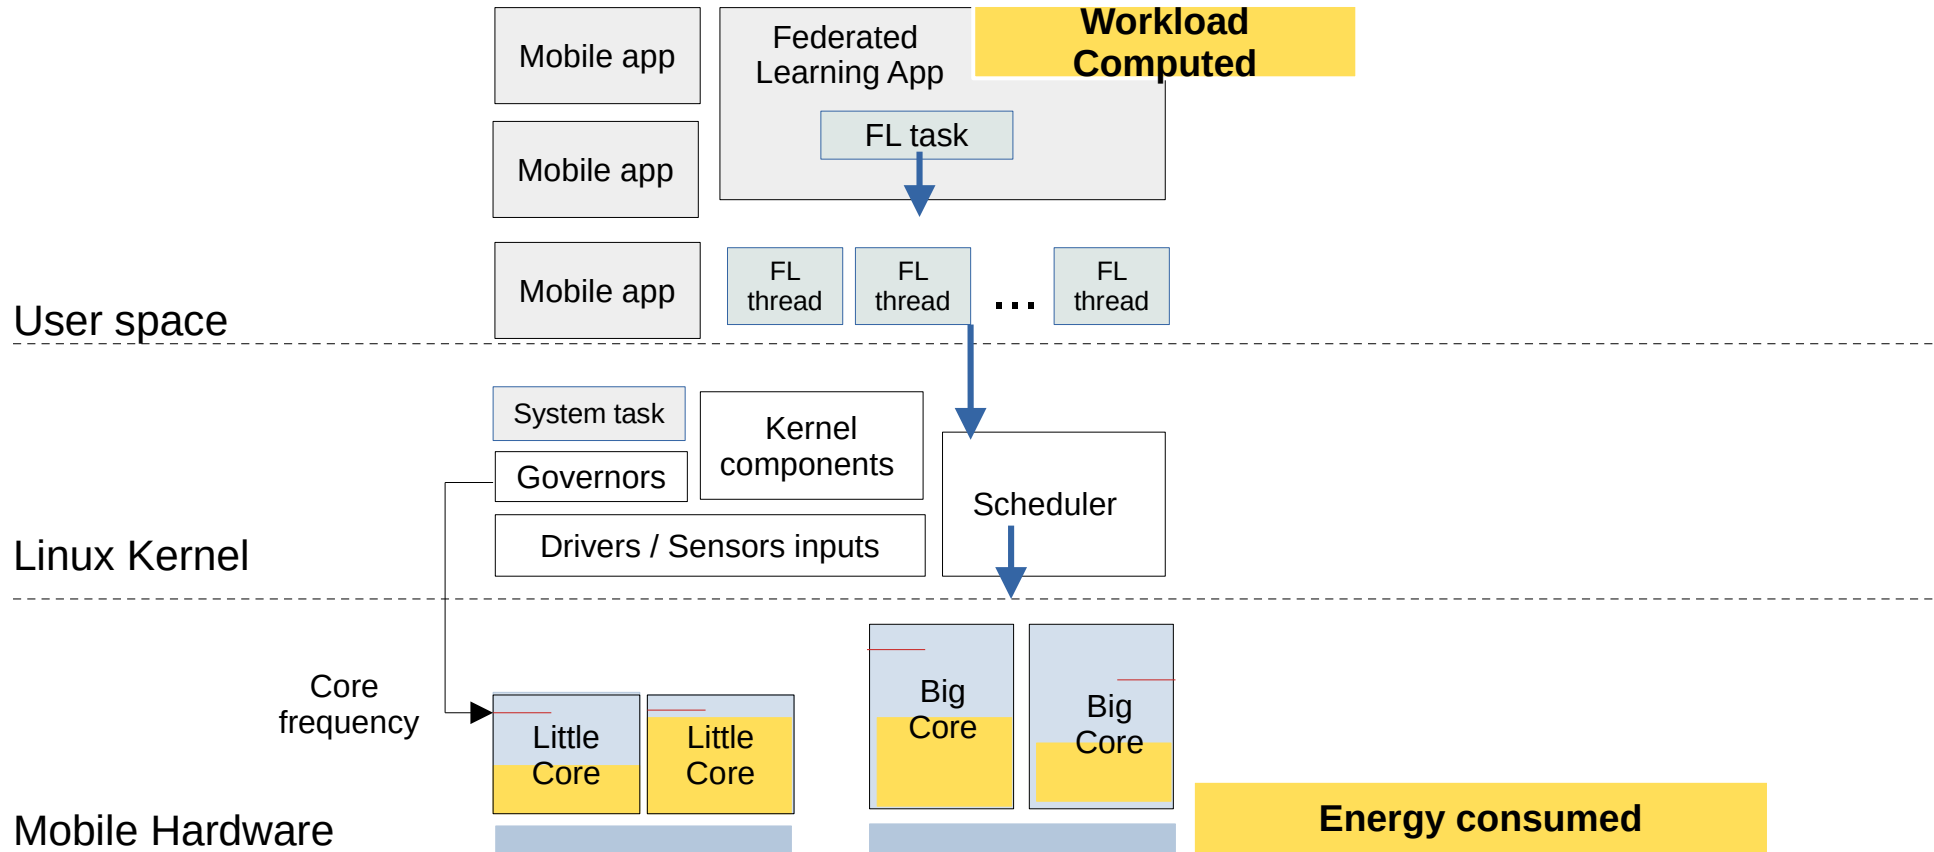 Mobile app
Federated
Learning App
Workload
Computed
FL task
Mobile app
Mobile app
FL
thread
FL
thread
...
FL
thread
User space
System task
Governors
Kernel
components
Drivers / Sensors inputs
Scheduler
Linux Kernel
Core
frequency
Little
Core
Little
Core
Big
Core
Big
Core
Energy consumed
Mobile Hardware